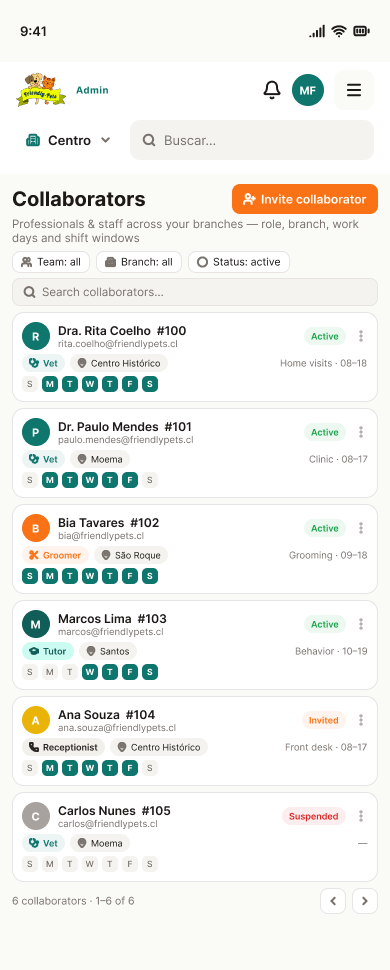 9:41
Friendly-Pets
Admin
MF
Centro
Buscar...
Collaborators
Invite collaborator
Professionals & staff across your branches — role, branch, work
days and shift windows
Team: all
Branch: all
Status: active
Search collaborators...
R
Dra. Rita Coelho #100
rita.coelho@friendlypets.cl
Active
Vet
Centro Histórico
Home visits · 08–18
S M T W T F S
P
Dr. Paulo Mendes #101
paulo.mendes@friendlypets.cl
Active
Vet
Moema
Clinic · 08–17
S M T W T F S
B
Bia Tavares #102
bia@friendlypets.cl
Active
Groomer
São Roque
Grooming · 09–18
S M T W T F S
M
Marcos Lima #103
marcos@friendlypets.cl
Active
Tutor
Santos
Behavior · 10–19
S M T W T F S
A
Ana Souza #104
ana.souza@friendlypets.cl
Invited
Receptionist
Centro Histórico
Front desk · 08–17
S M T W T F S
C
Carlos Nunes #105
carlos@friendlypets.cl
Suspended
Vet
Moema
—
S M T W T F S
6 collaborators · 1–6 of 6